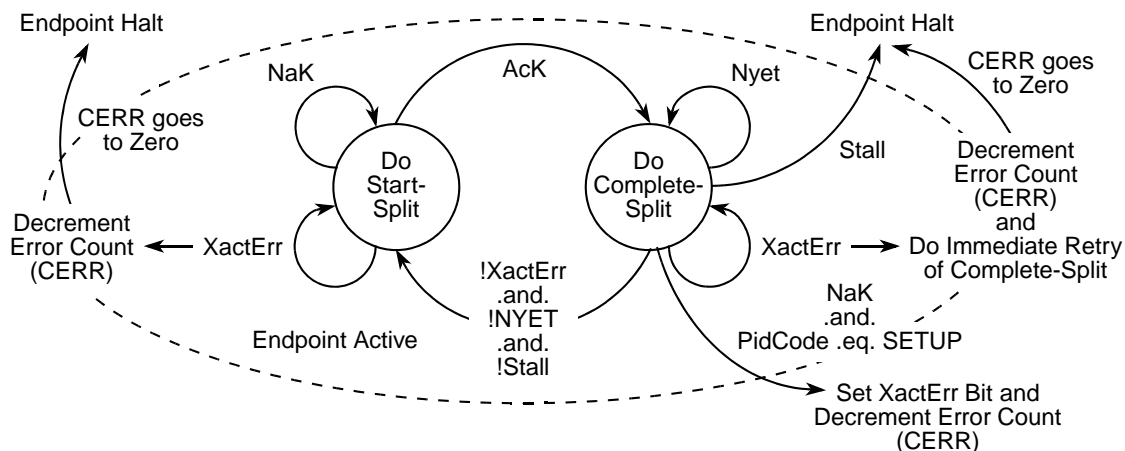 Endpoint Halt
Endpoint Halt
NaK
AcK
Nyet
CERR goes
to Zero
CERR goes
to Zero
Do
Start-
Split
Do
Complete-
Split
Stall
Decrement
Error Count
(CERR)
and
Do Immediate Retry
of Complete-Split
Decrement
Error Count
(CERR)
XactErr
XactErr
!XactErr
.and.
!NYET
.and.
!Stall
Endpoint Active
NaK
.and.
PidCode .eq. SETUP
Set XactErr Bit and
Decrement Error Count
(CERR)